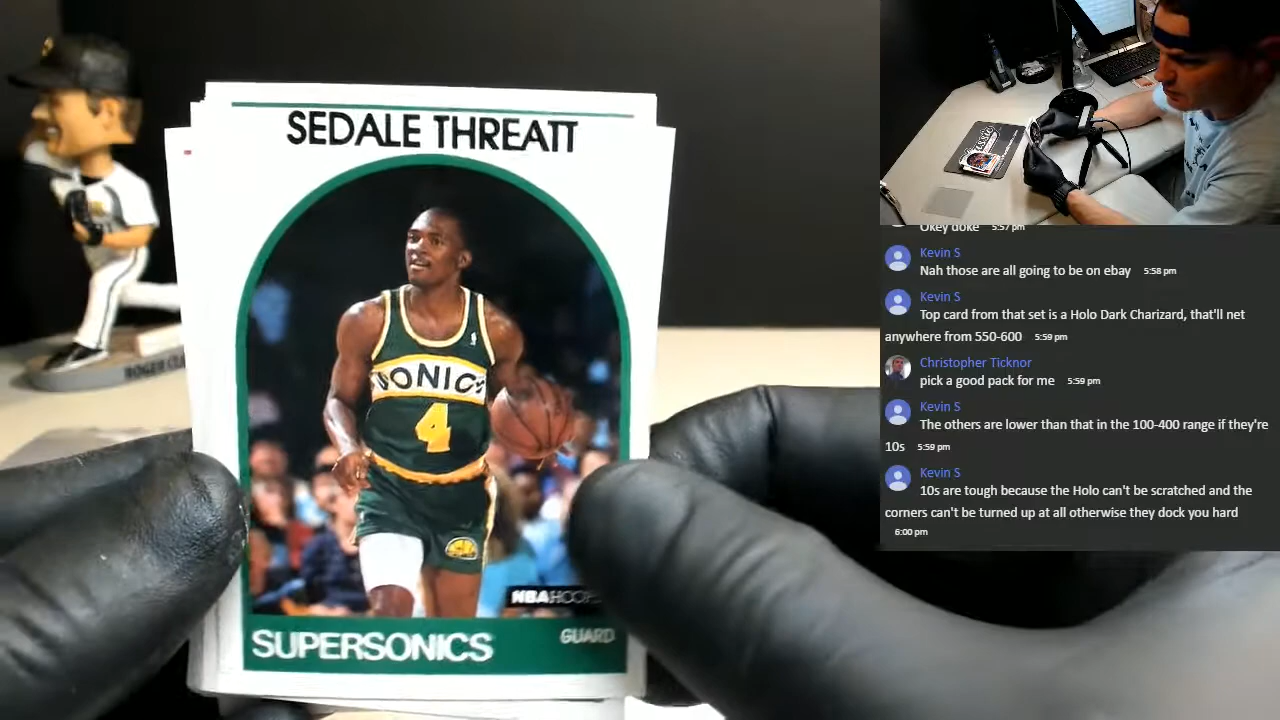 SEDALE THREATT
SONICS
4
NBA HOOPS
SUPERSONICS
GUARD
ROGER CL
Okey doke 5:57 pm
Kevin S
Nah those are all going to be on ebay 5:58 pm
Kevin S
Top card from that set is a Holo Dark Charizard, that'll net
anywhere from 550-600 5:59 pm
Christopher Ticknor
pick a good pack for me 5:59 pm
Kevin S
The others are lower than that in the 100-400 range if they're
10s 5:59 pm
Kevin S
10s are tough because the Holo can't be scratched and the
corners can't be turned up at all otherwise they dock you hard
6:00 pm